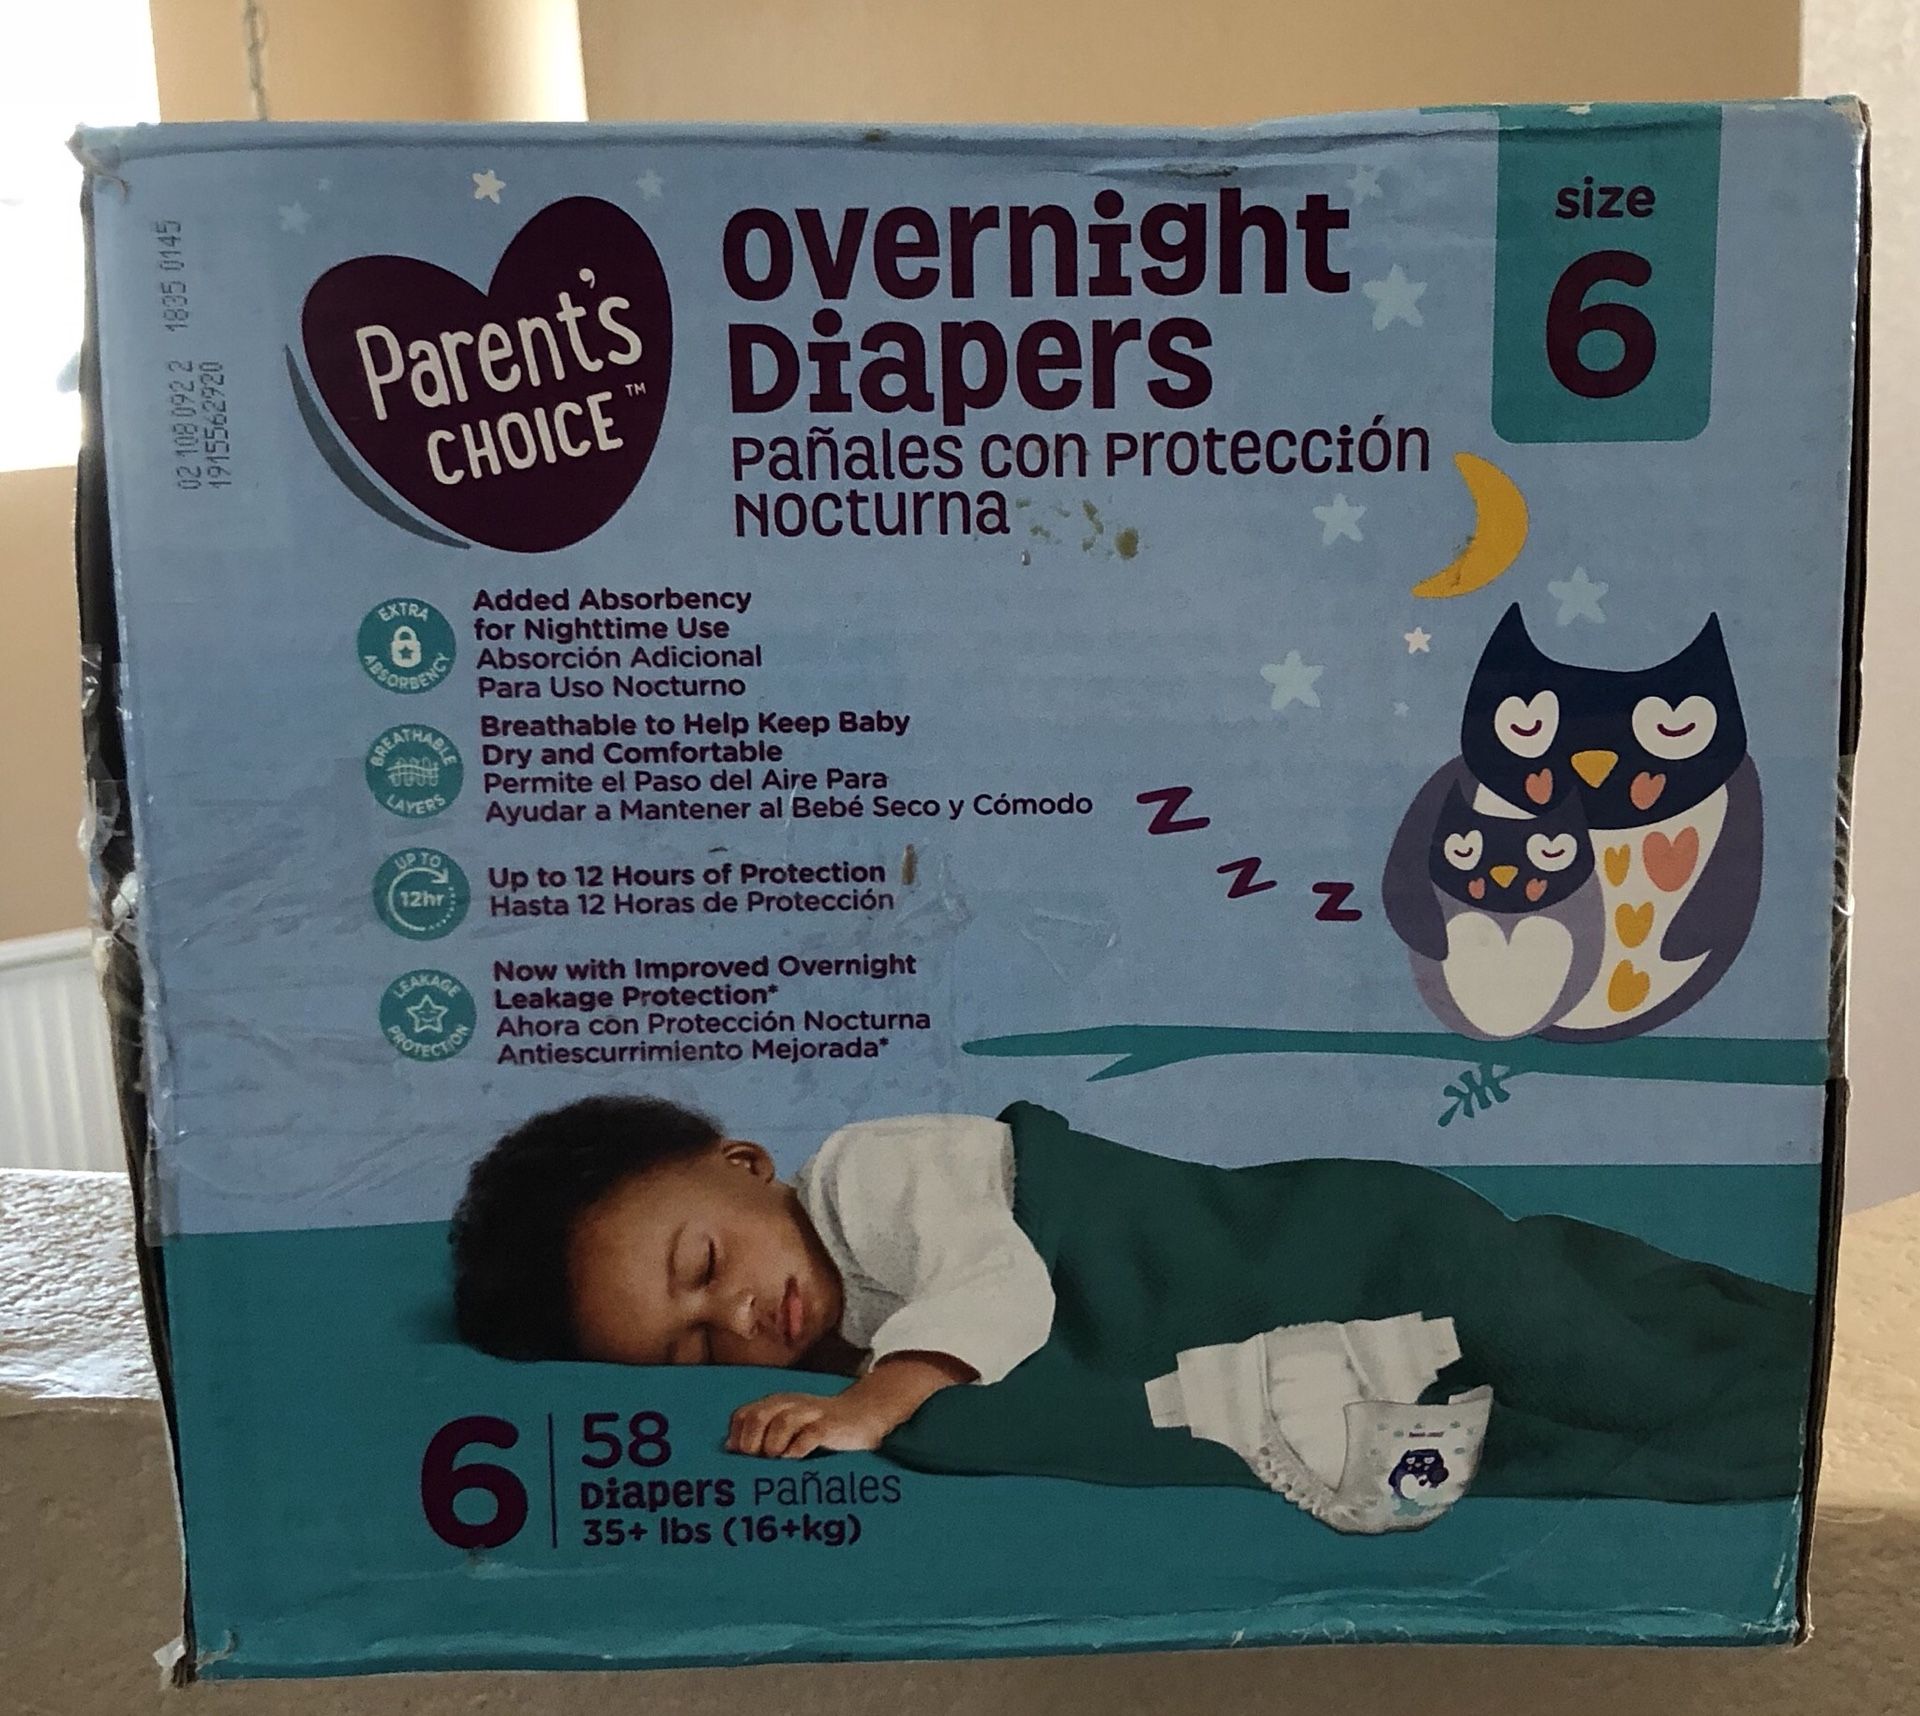 1835 0145
02 108 092 2
1915562920
Parent's
CHOICE™
overnight
Diapers
Pañales con Protección
Nocturna
size
6
EXTRA
ABSORBENCY
Added Absorbency
for Nighttime Use
Absorción Adicional
Para Uso Nocturno
BREATHABLE
LAYERS
Breathable to Help Keep Baby
Dry and Comfortable
Permite el Paso del Aire Para
Ayudar a Mantener al Bebé Seco y Cómodo
UP TO
12hr
Up to 12 Hours of Protection
Hasta 12 Horas de Protección
LEAKAGE
PROTECTION
Now with Improved Overnight
Leakage Protection*
Ahora con Protección Nocturna
Antiescurrimiento Mejorada*
Z
Z
Z
6
58
Diapers Pañales
35+ lbs (16+kg)